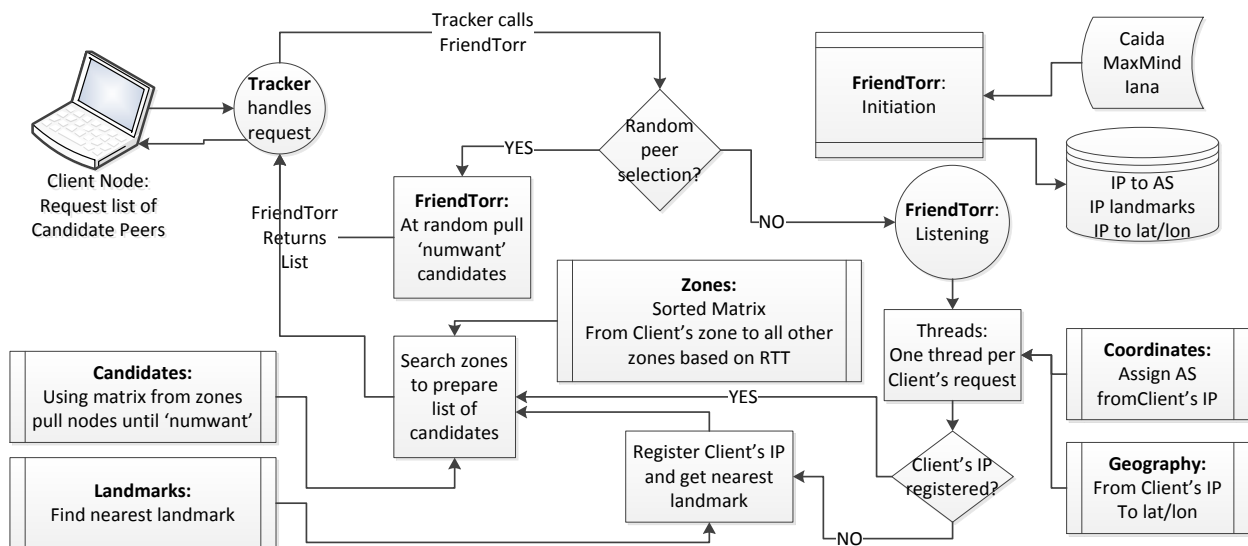 Tracker calls
FriendTorr
Tracker
handles
request
Client Node:
Request list of
Candidate Peers
FriendTorr
Returns
List
YES
Random
peer
selection?
NO
FriendTorr:
At random pull
‘numwant’
candidates
FriendTorr:
Initiation
Caida
MaxMind
Iana
IP to AS
IP landmarks
IP to lat/lon
FriendTorr:
Listening
Zones:
Sorted Matrix
From Client’s zone to all other
zones based on RTT
Threads:
One thread per
Client’s request
Coordinates:
Assign AS
fromClient’s IP
Geography:
From Client’s IP
To lat/lon
Client’s IP
registered?
YES
NO
Search zones
to prepare
list of
candidates
Register Client’s IP
and get nearest
landmark
Candidates:
Using matrix from zones
pull nodes until ‘numwant’
Landmarks:
Find nearest landmark